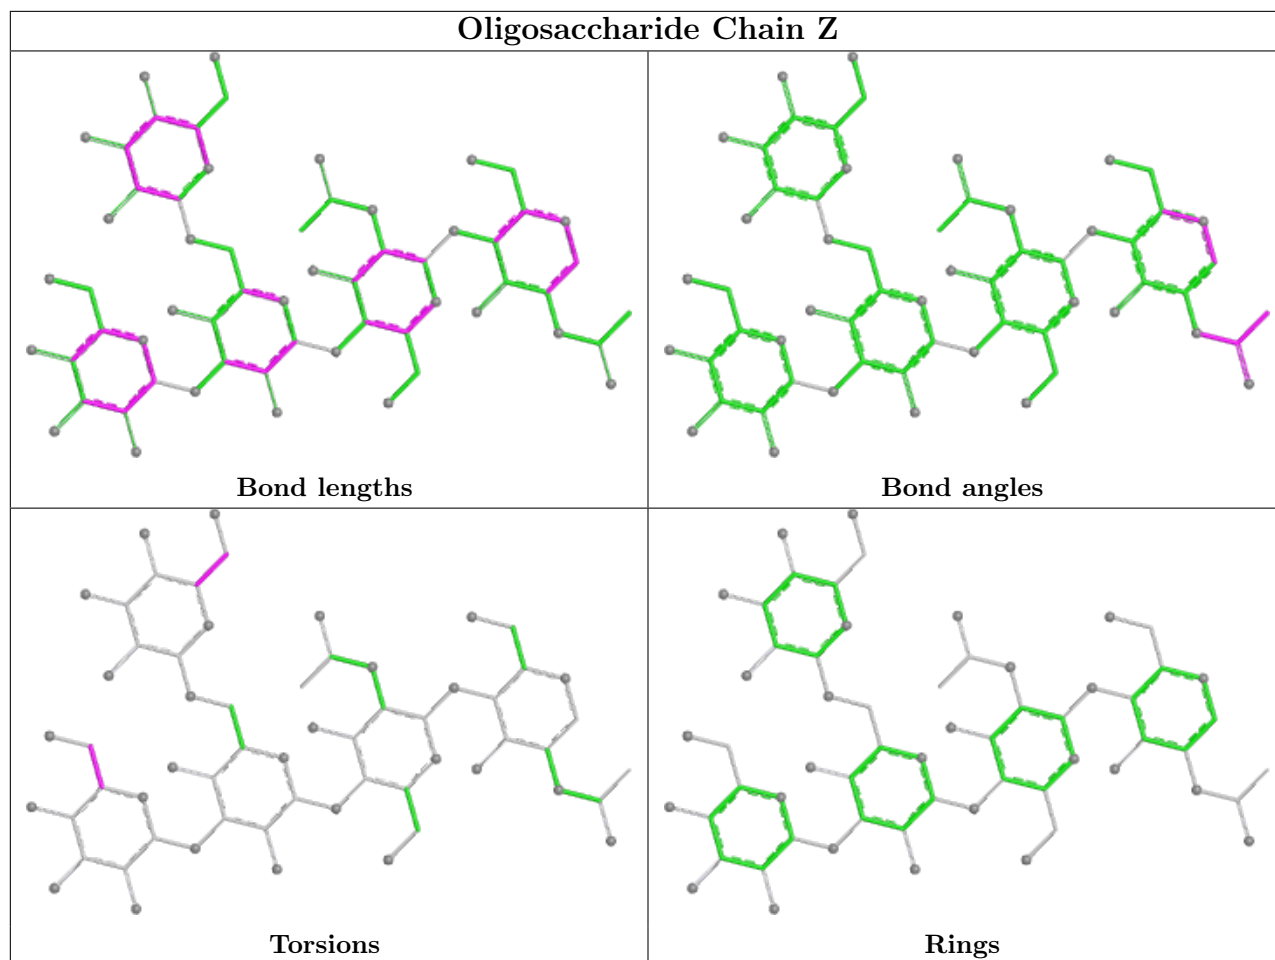 Oligosaccharide Chain Z
Bond lengths
Bond angles
Torsions
Rings